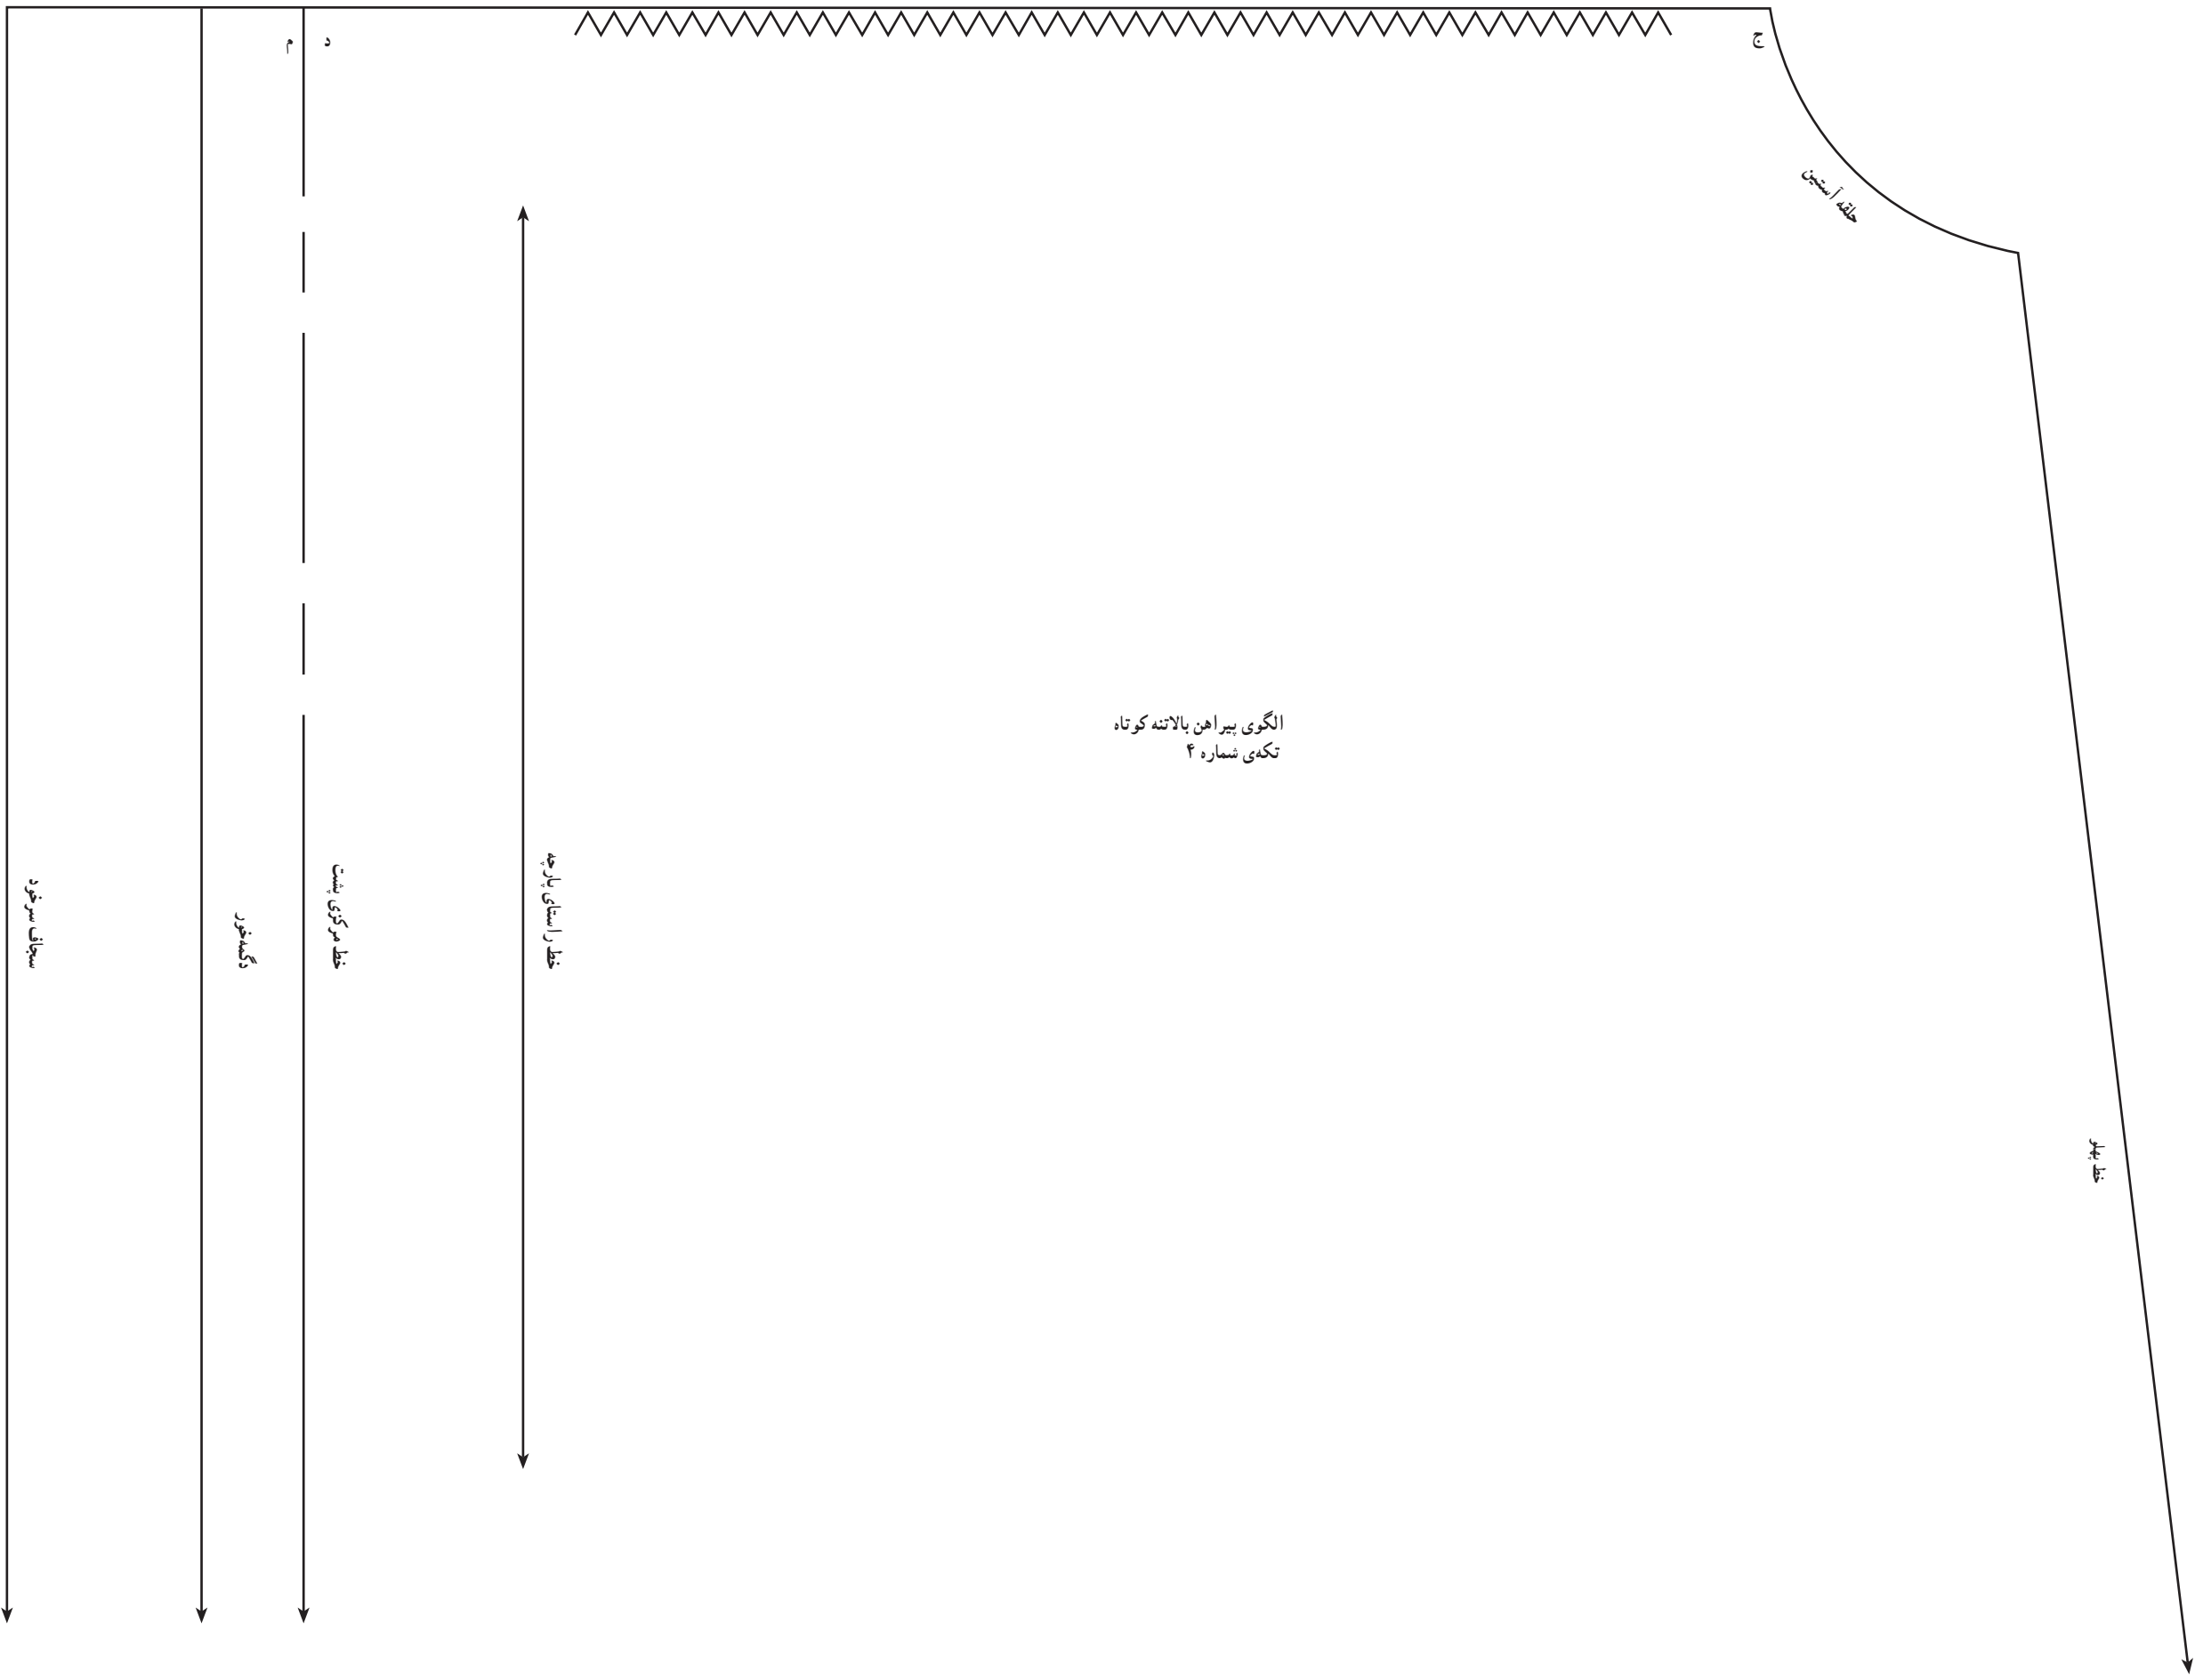 م
د
ج
حلقه آستین
الگوی پیراهن بالاتنه کوتاه
تکه‌ی شماره ۴
خط راستای پارچه
خط مرکزی پشت
دگمه‌خور
سجاف سرخود
خط پهلو